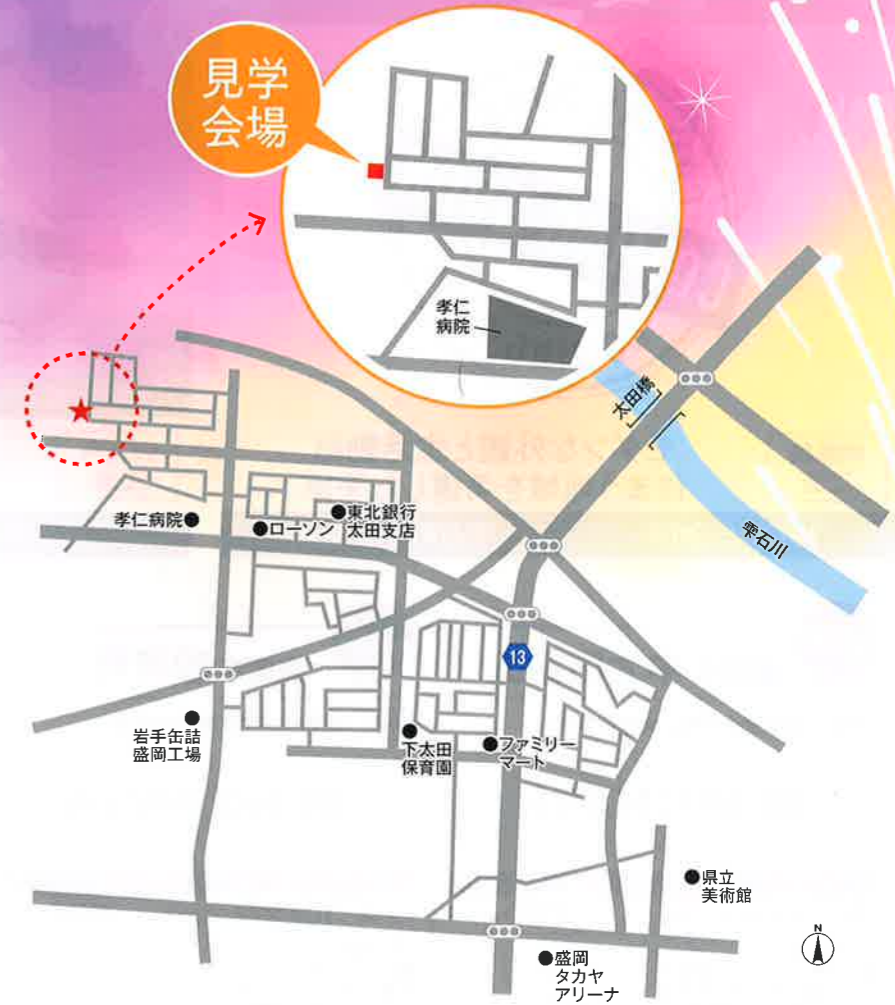 見学
会場
孝仁
病院
太田橋
雫石川
孝仁病院
ローソン
東北銀行
太田支店
13
岩手缶詰
盛岡工場
下太田
保育園
ファミリー
マート
県立
美術館
N
盛岡
タカヤ
アリーナ